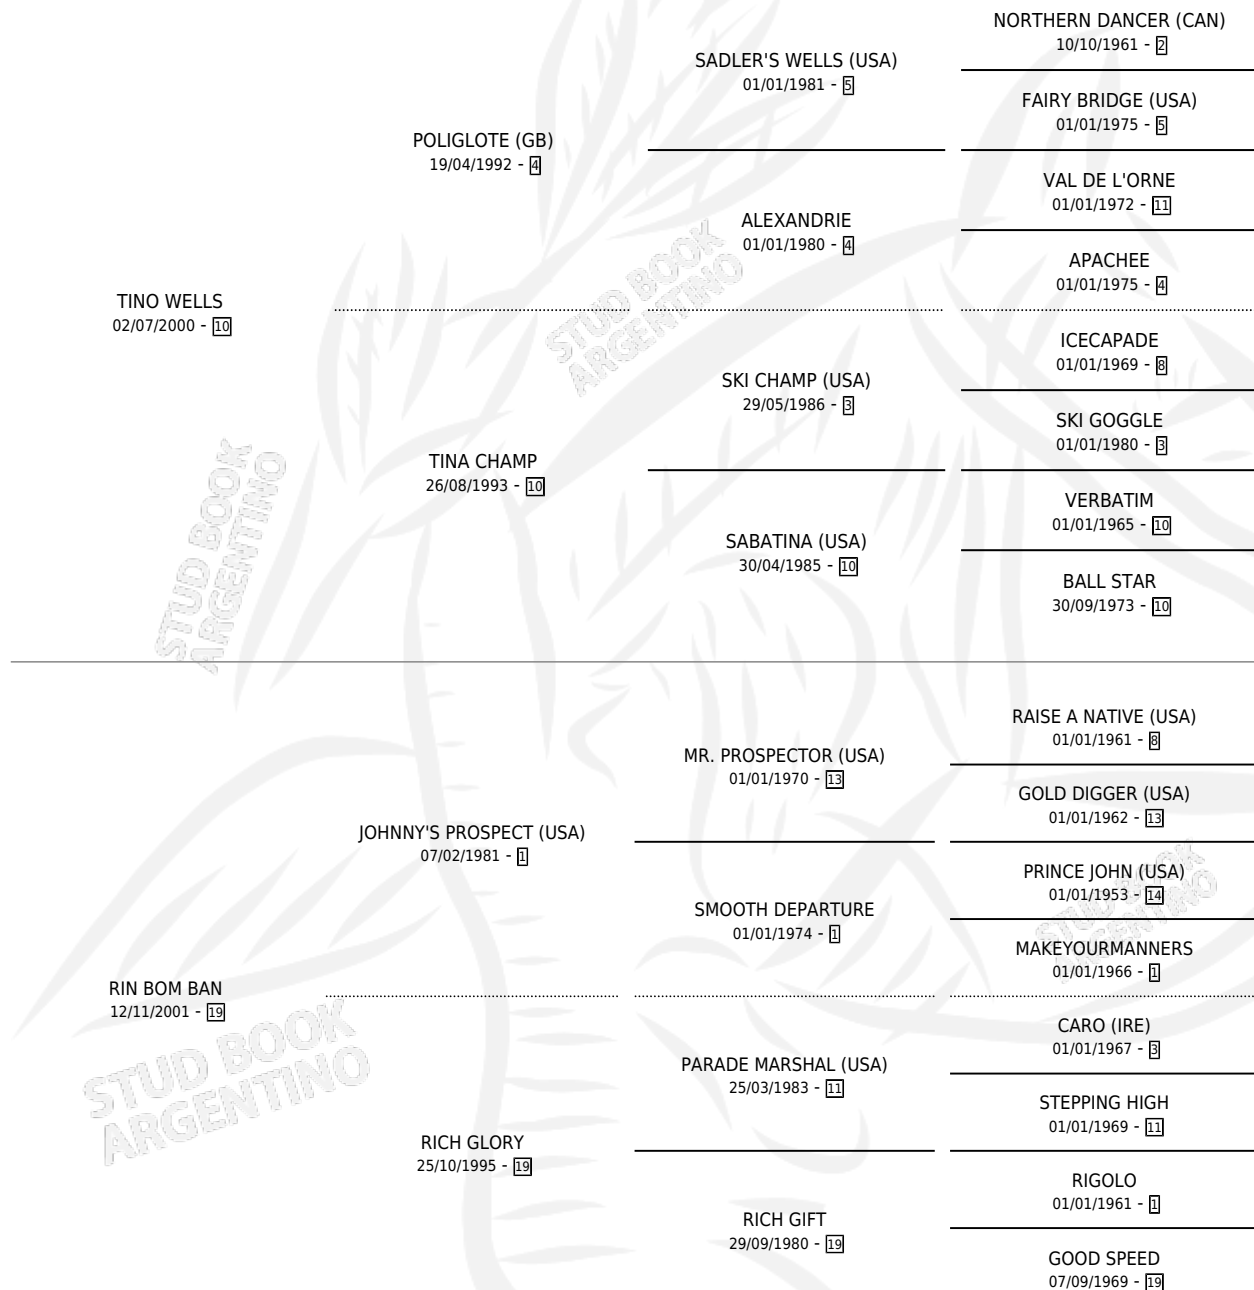 NORTHERN DANCER (CAN)
10/10/1961 - 2
SADLER'S WELLS (USA)
01/01/1981 - 5
FAIRY BRIDGE (USA)
01/01/1975 - 5
POLIGLOTE (GB)
19/04/1992 - 4
VAL DE L'ORNE
01/01/1972 - 11
ALEXANDRIE
01/01/1980 - 4
APACHEE
01/01/1975 - 4
TINO WELLS
02/07/2000 - 10
STUD BOOK
ARGENTINO
ICECAPADE
01/01/1969 - 8
SKI CHAMP (USA)
29/05/1986 - 3
SKI GOGGLE
01/01/1980 - 3
TINA CHAMP
26/08/1993 - 10
VERBATIM
01/01/1965 - 10
SABATINA (USA)
30/04/1985 - 10
BALL STAR
30/09/1973 - 10
STUD BOOK
ARGENTINO
RAISE A NATIVE (USA)
01/01/1961 - 8
MR. PROSPECTOR (USA)
01/01/1970 - 13
GOLD DIGGER (USA)
01/01/1962 - 13
JOHNNY'S PROSPECT (USA)
07/02/1981 - 1
PRINCE JOHN (USA)
01/01/1953 - 14
SMOOTH DEPARTURE
01/01/1974 - 1
STUD BOOK
ARGENTINO
MAKEYOURMANNERS
01/01/1966 - 1
RIN BOM BAN
12/11/2001 - 19
STUD BOOK
ARGENTINO
CARO (IRE)
01/01/1967 - 3
PARADE MARSHAL (USA)
25/03/1983 - 11
STEPPING HIGH
01/01/1969 - 11
RICH GLORY
25/10/1995 - 19
RIGOLO
01/01/1961 - 1
RICH GIFT
29/09/1980 - 19
GOOD SPEED
07/09/1969 - 19